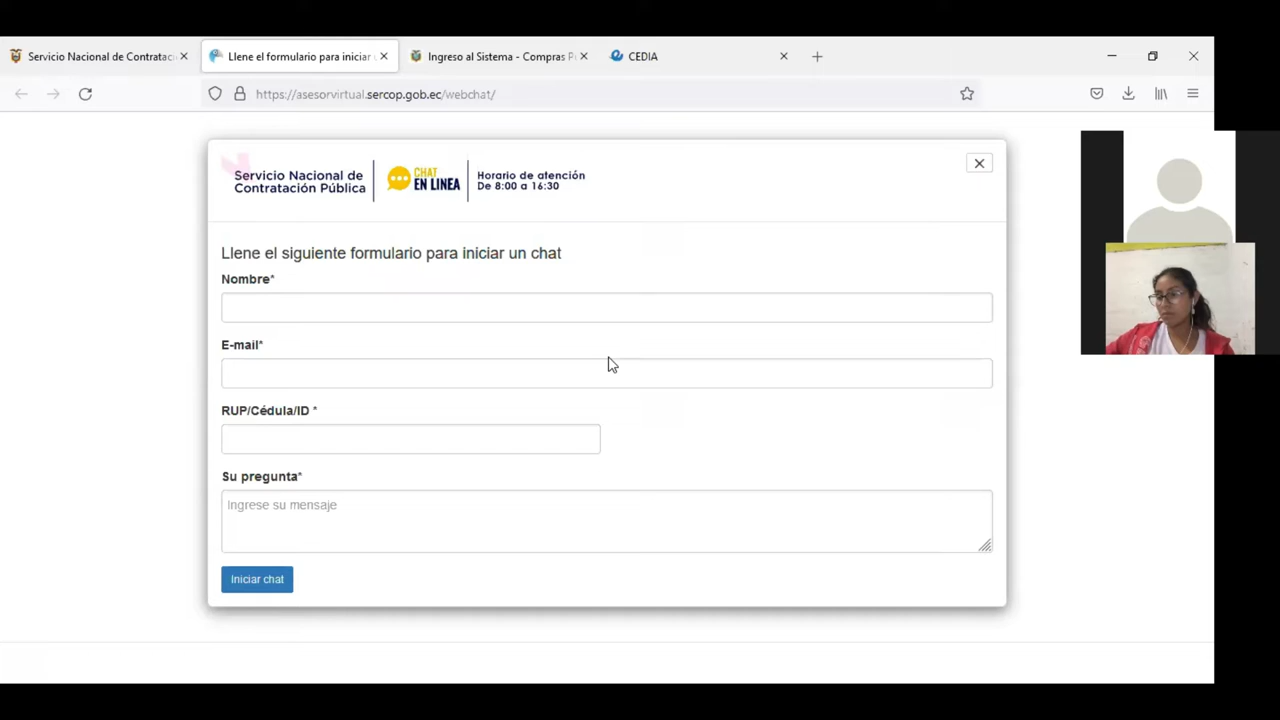 Servicio Nacional de Contrataci
Llene el formulario para iniciar u
Ingreso al Sistema - Compras P
CEDIA
https://asesorvirtual.sercop.gob.ec/webchat/
Servicio Nacional de
Contratación Pública
CHAT
EN LINEA
Horario de atención
De 8:00 a 16:30
Llene el siguiente formulario para iniciar un chat
Nombre*
E-mail*
RUP/Cédula/ID *
Su pregunta*
Ingrese su mensaje
Iniciar chat